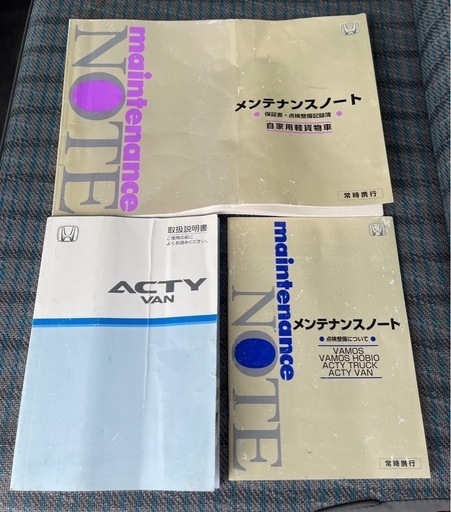 maintenance
NOTE
メンテナンスノート
保証書・点検整備記録簿
自家用軽貨物車
常時携行
取扱説明書
ご使用の前に
よくお読みください。
ACTY
VAN
maintenance
NOTE
メンテナンスノート
点検整備について
VAMOS
VAMOS HOBIO
ACTY TRUCK
ACTY VAN
常時携行